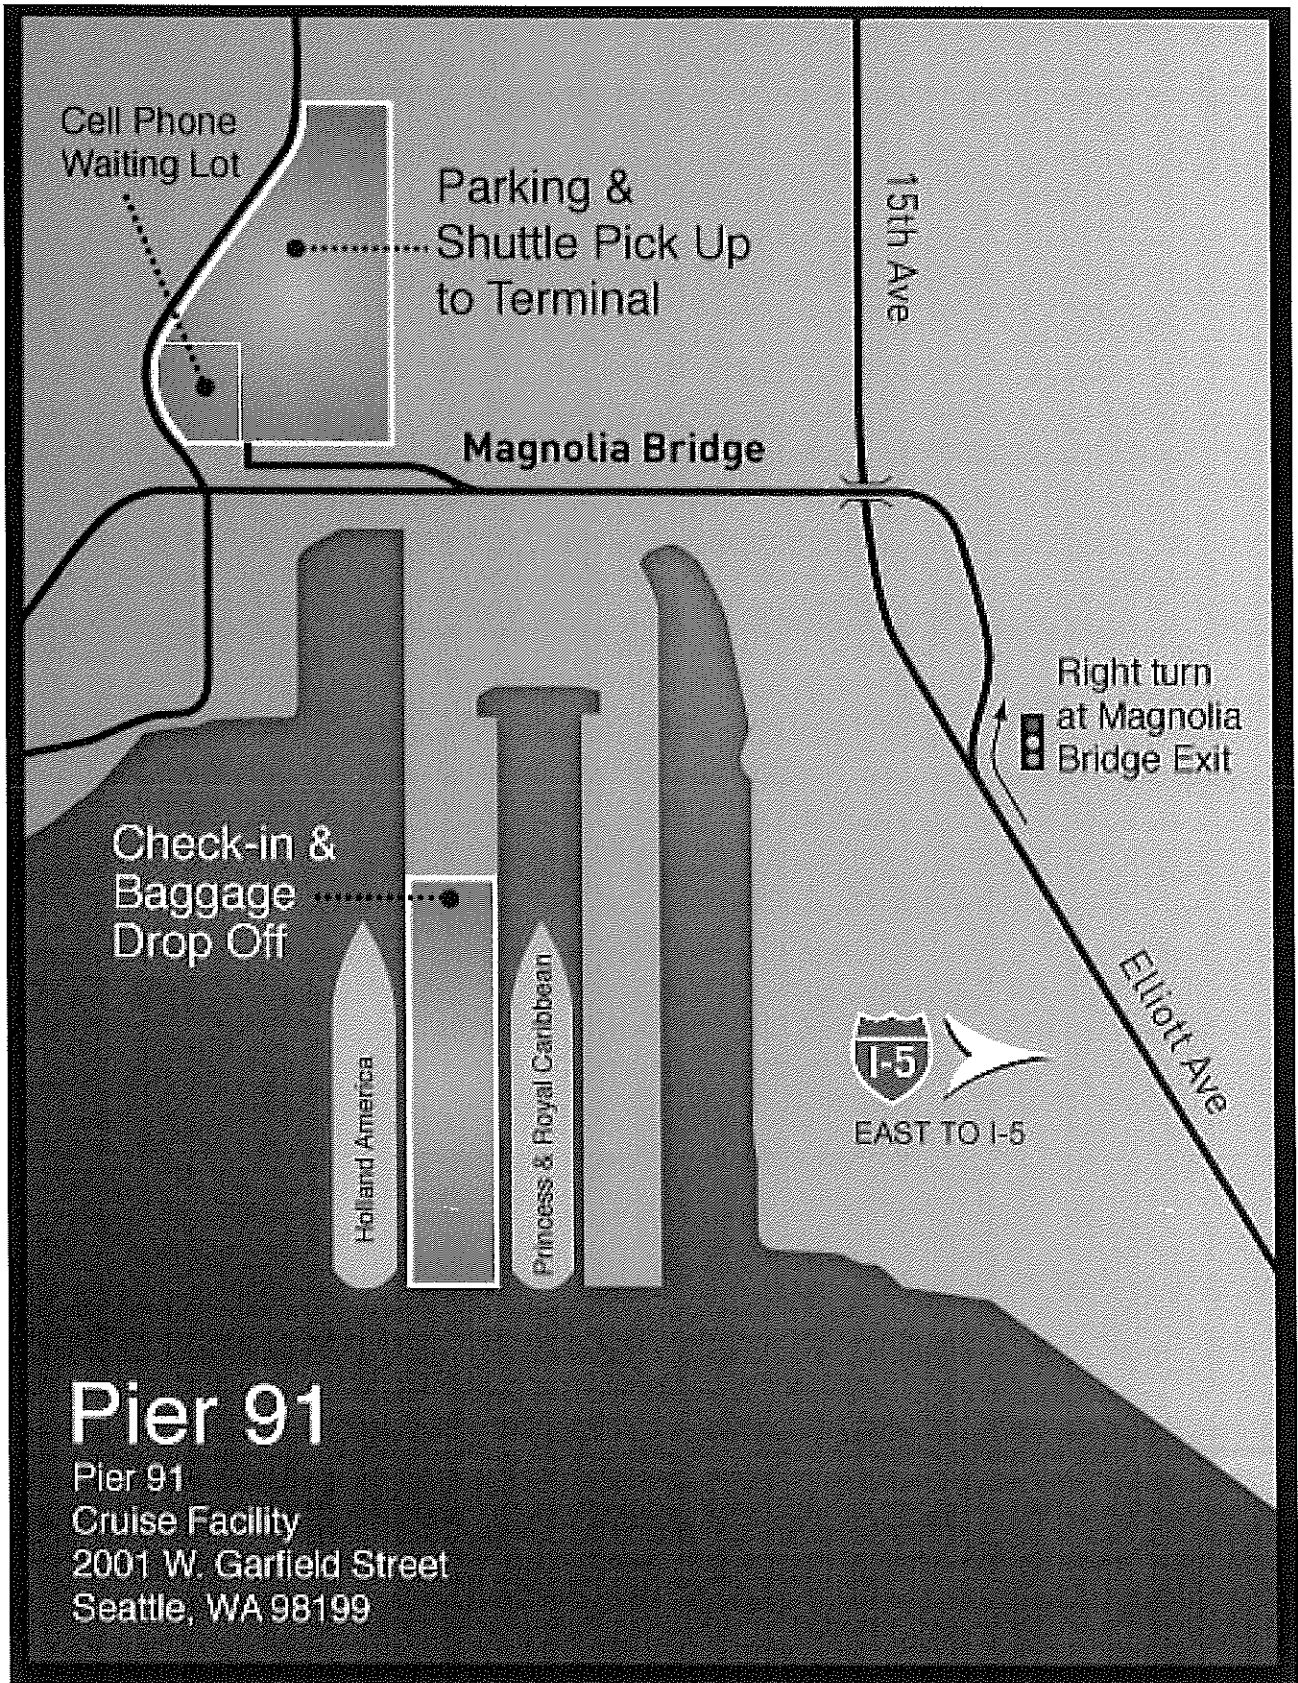 Cell Phone
Waiting Lot
Parking &
Shuttle Pick Up
to Terminal
15th Ave
Magnolia Bridge
Right turn
at Magnolia
Bridge Exit
Check-in &
Baggage
Drop Off
Holland America
Princess & Royal Caribbean
Elliott Ave
I-5
EAST TO I-5
Pier 91
Pier 91
Cruise Facility
2001 W. Garfield Street
Seattle, WA 98199